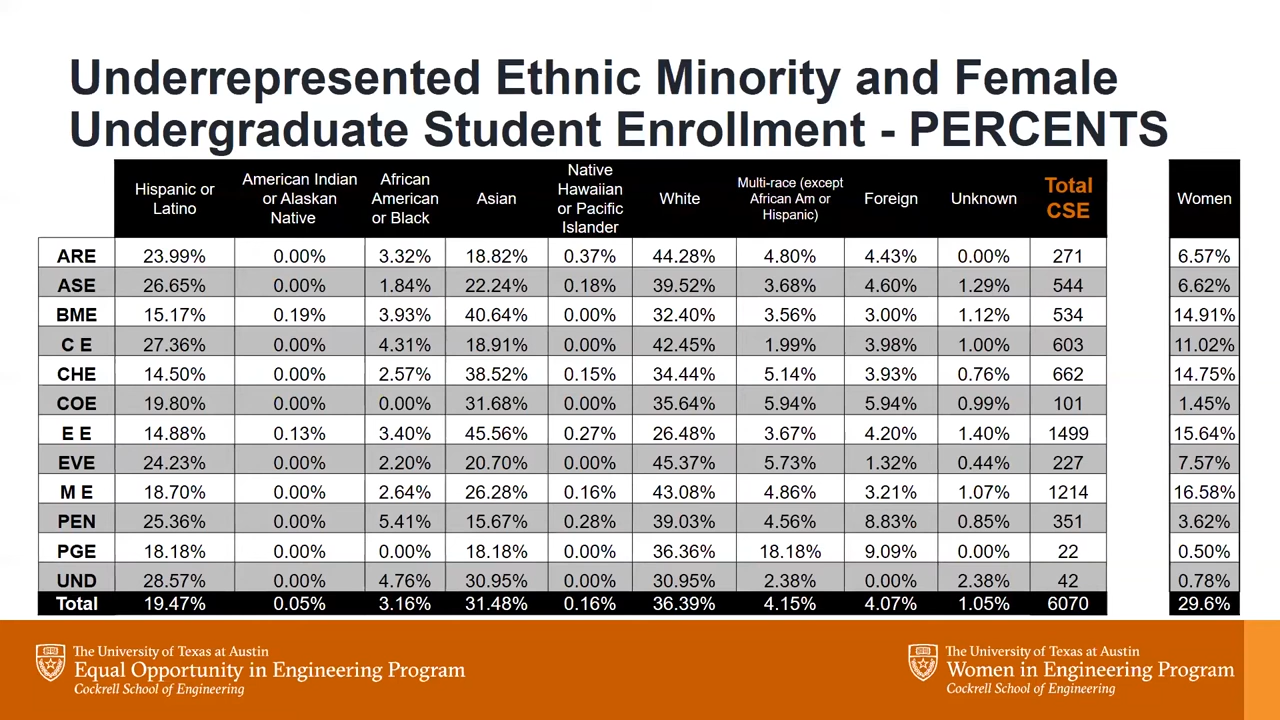 Underrepresented Ethnic Minority and Female
Undergraduate Student Enrollment - PERCENTS
Hispanic or Latino | American Indian or Alaskan Native | African American or Black | Asian | Native Hawaiian or Pacific Islander | White | Multi-race (except African Am or Hispanic) | Foreign | Unknown | Total CSE | Women
ARE 23.99% 0.00% 3.32% 18.82% 0.37% 44.28% 4.80% 4.43% 0.00% 271 6.57%
ASE 26.65% 0.00% 1.84% 22.24% 0.18% 39.52% 3.68% 4.60% 1.29% 544 6.62%
BME 15.17% 0.19% 3.93% 40.64% 0.00% 32.40% 3.56% 3.00% 1.12% 534 14.91%
C E 27.36% 0.00% 4.31% 18.91% 0.00% 42.45% 1.99% 3.98% 1.00% 603 11.02%
CHE 14.50% 0.00% 2.57% 38.52% 0.15% 34.44% 5.14% 3.93% 0.76% 662 14.75%
COE 19.80% 0.00% 0.00% 31.68% 0.00% 35.64% 5.94% 5.94% 0.99% 101 1.45%
E E 14.88% 0.13% 3.40% 45.56% 0.27% 26.48% 3.67% 4.20% 1.40% 1499 15.64%
EVE 24.23% 0.00% 2.20% 20.70% 0.00% 45.37% 5.73% 1.32% 0.44% 227 7.57%
M E 18.70% 0.00% 2.64% 26.28% 0.16% 43.08% 4.86% 3.21% 1.07% 1214 16.58%
PEN 25.36% 0.00% 5.41% 15.67% 0.28% 39.03% 4.56% 8.83% 0.85% 351 3.62%
PGE 18.18% 0.00% 0.00% 18.18% 0.00% 36.36% 18.18% 9.09% 0.00% 22 0.50%
UND 28.57% 0.00% 4.76% 30.95% 0.00% 30.95% 2.38% 0.00% 2.38% 42 0.78%
Total 19.47% 0.05% 3.16% 31.48% 0.16% 36.39% 4.15% 4.07% 1.05% 6070 29.6%
The University of Texas at Austin
Equal Opportunity in Engineering Program
Cockrell School of Engineering
The University of Texas at Austin
Women in Engineering Program
Cockrell School of Engineering